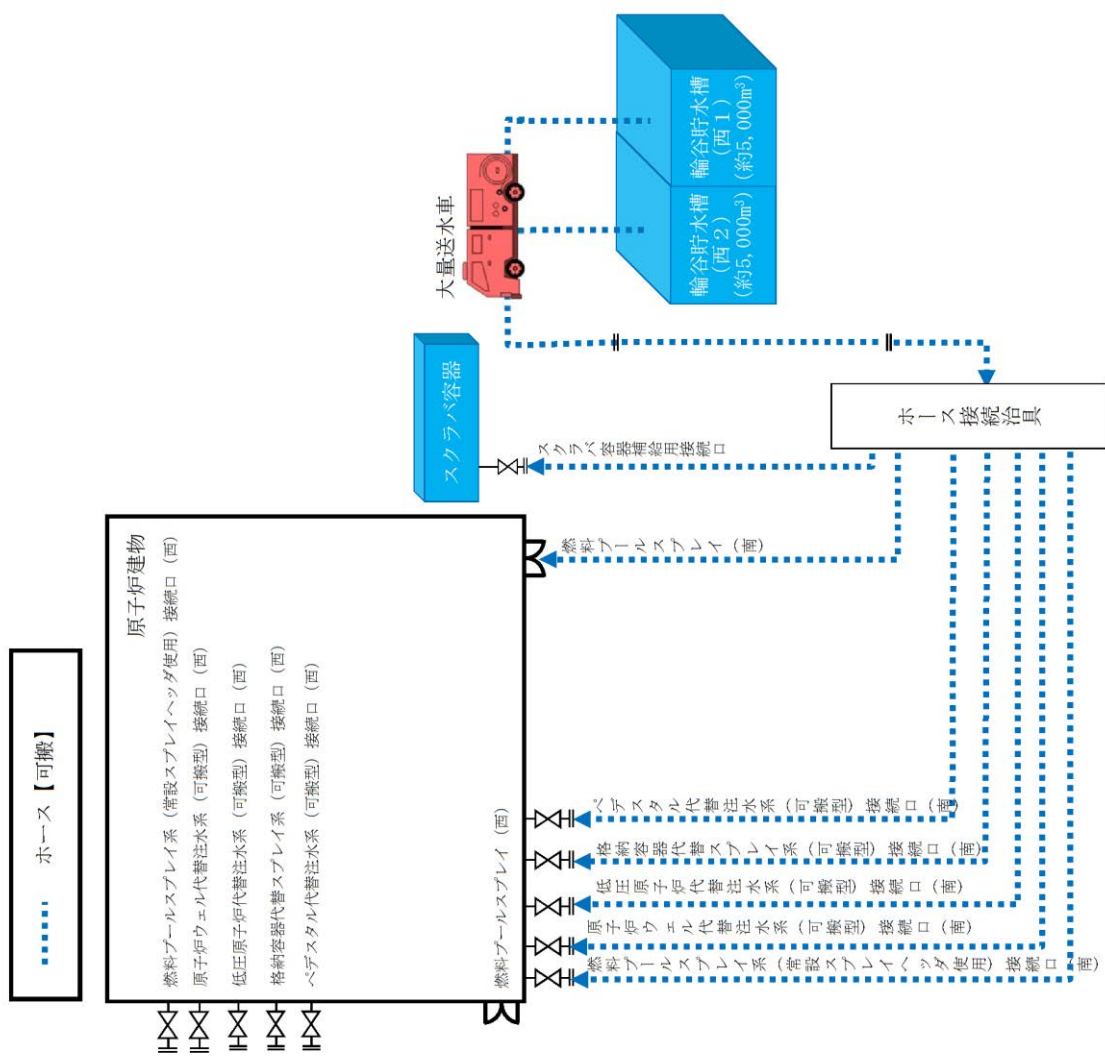 ホース【可搬】
原子炉建物
燃料プールスプレイ系（常設スプレイヘッダ使用）接続口（西）
原子炉ウェル代替注水系（可搬型）接続口（西）
低圧原子炉代替注水系（可搬型）接続口（西）
格納容器代替スプレイ系（可搬型）接続口（西）
ペデスタル代替注水系（可搬型）接続口（西）
燃料プールスプレイ（西）
燃料プールスプレイ系（常設スプレイヘッダ使用）接続口（南）
原子炉ウェル代替注水系（可搬型）接続口（南）
低圧原子炉代替注水系（可搬型）接続口（南）
格納容器代替スプレイ系（可搬型）接続口（南）
ペデスタル代替注水系（可搬型）接続口（南）
燃料プールスプレイ（南）
スクラバ容器
スクラバ容器補給用接続口
大量送水車
輪谷貯水槽
（西2）
（約5,000m³）
輪谷貯水槽
（西1）
（約5,000m³）
ホース接続治具